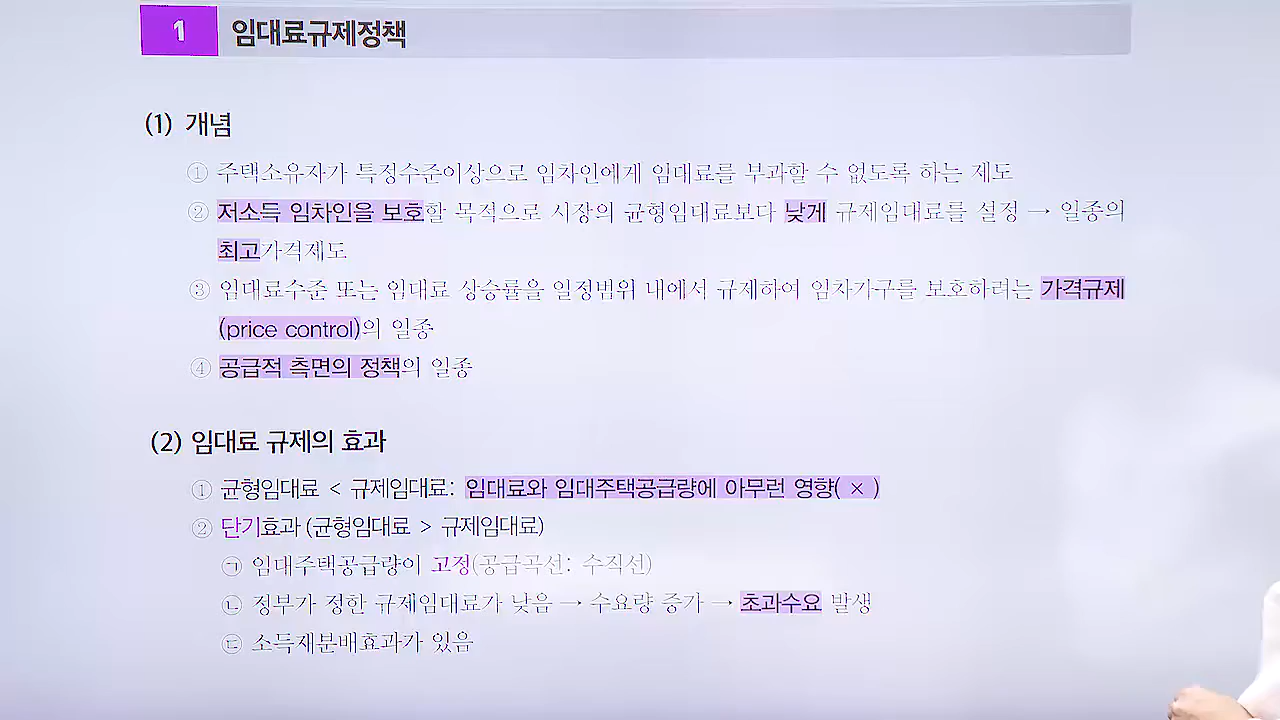 1 임대료규제정책
(1) 개념
① 주택소유자가 특정수준이상으로 임차인에게 임대료를 부과할 수 없도록 하는 제도
② 저소득 임차인을 보호할 목적으로 시장의 균형임대료보다 낮게 규제임대료를 설정 → 일종의
최고가격제도
③ 임대료수준 또는 임대료 상승률을 일정범위 내에서 규제하여 임차가구를 보호하려는 가격규제
(price control)의 일종
④ 공급적 측면의 정책의 일종
(2) 임대료 규제의 효과
① 균형임대료 < 규제임대료: 임대료와 임대주택공급량에 아무런 영향( × )
② 단기효과 (균형임대료 > 규제임대료)
㉠ 임대주택공급량이 고정(공급곡선: 수직선)
㉡ 정부가 정한 규제임대료가 낮음 → 수요량 증가 → 초과수요 발생
㉢ 소득재분배효과가 있음